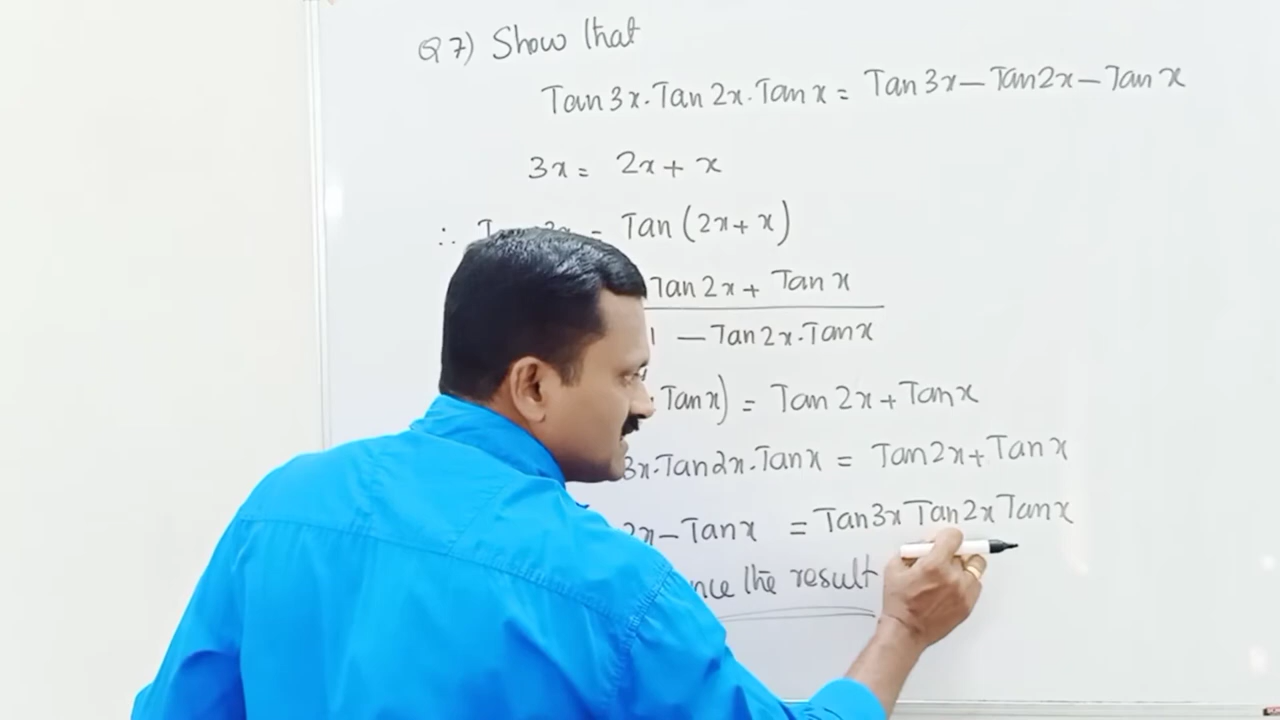 Q7) Show that
Tan 3x. Tan 2x. Tan x = Tan 3x — Tan 2x — Tan x
3x = 2x + x
∴ = Tan (2x + x)
Tan 2x + Tan x
1 — Tan 2x . Tan x
. Tan x) = Tan 2x + Tan x
3x . Tan 2x . Tan x = Tan 2x + Tan x
2x — Tan x = Tan 3x Tan 2x Tan x
the result